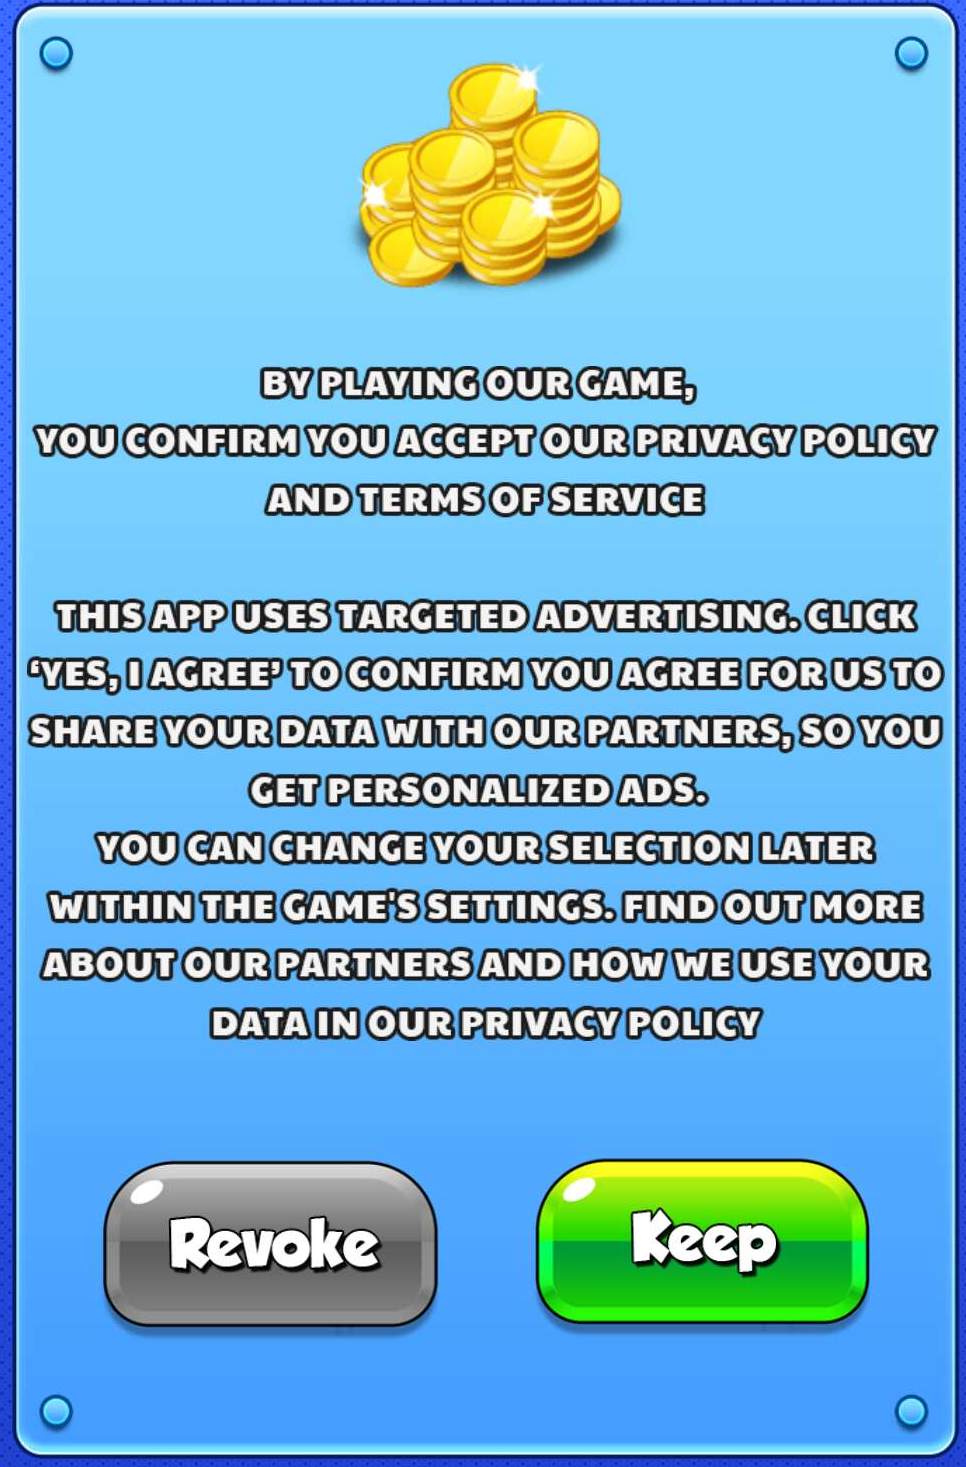 BY PLAYING OUR GAME,
YOU CONFIRM YOU ACCEPT OUR PRIVACY POLICY
AND TERMS OF SERVICE
THIS APP USES TARGETED ADVERTISING. CLICK
‘YES, I AGREE’ TO CONFIRM YOU AGREE FOR US TO
SHARE YOUR DATA WITH OUR PARTNERS, SO YOU
GET PERSONALIZED ADS.
YOU CAN CHANGE YOUR SELECTION LATER
WITHIN THE GAME'S SETTINGS. FIND OUT MORE
ABOUT OUR PARTNERS AND HOW WE USE YOUR
DATA IN OUR PRIVACY POLICY
Revoke
Keep